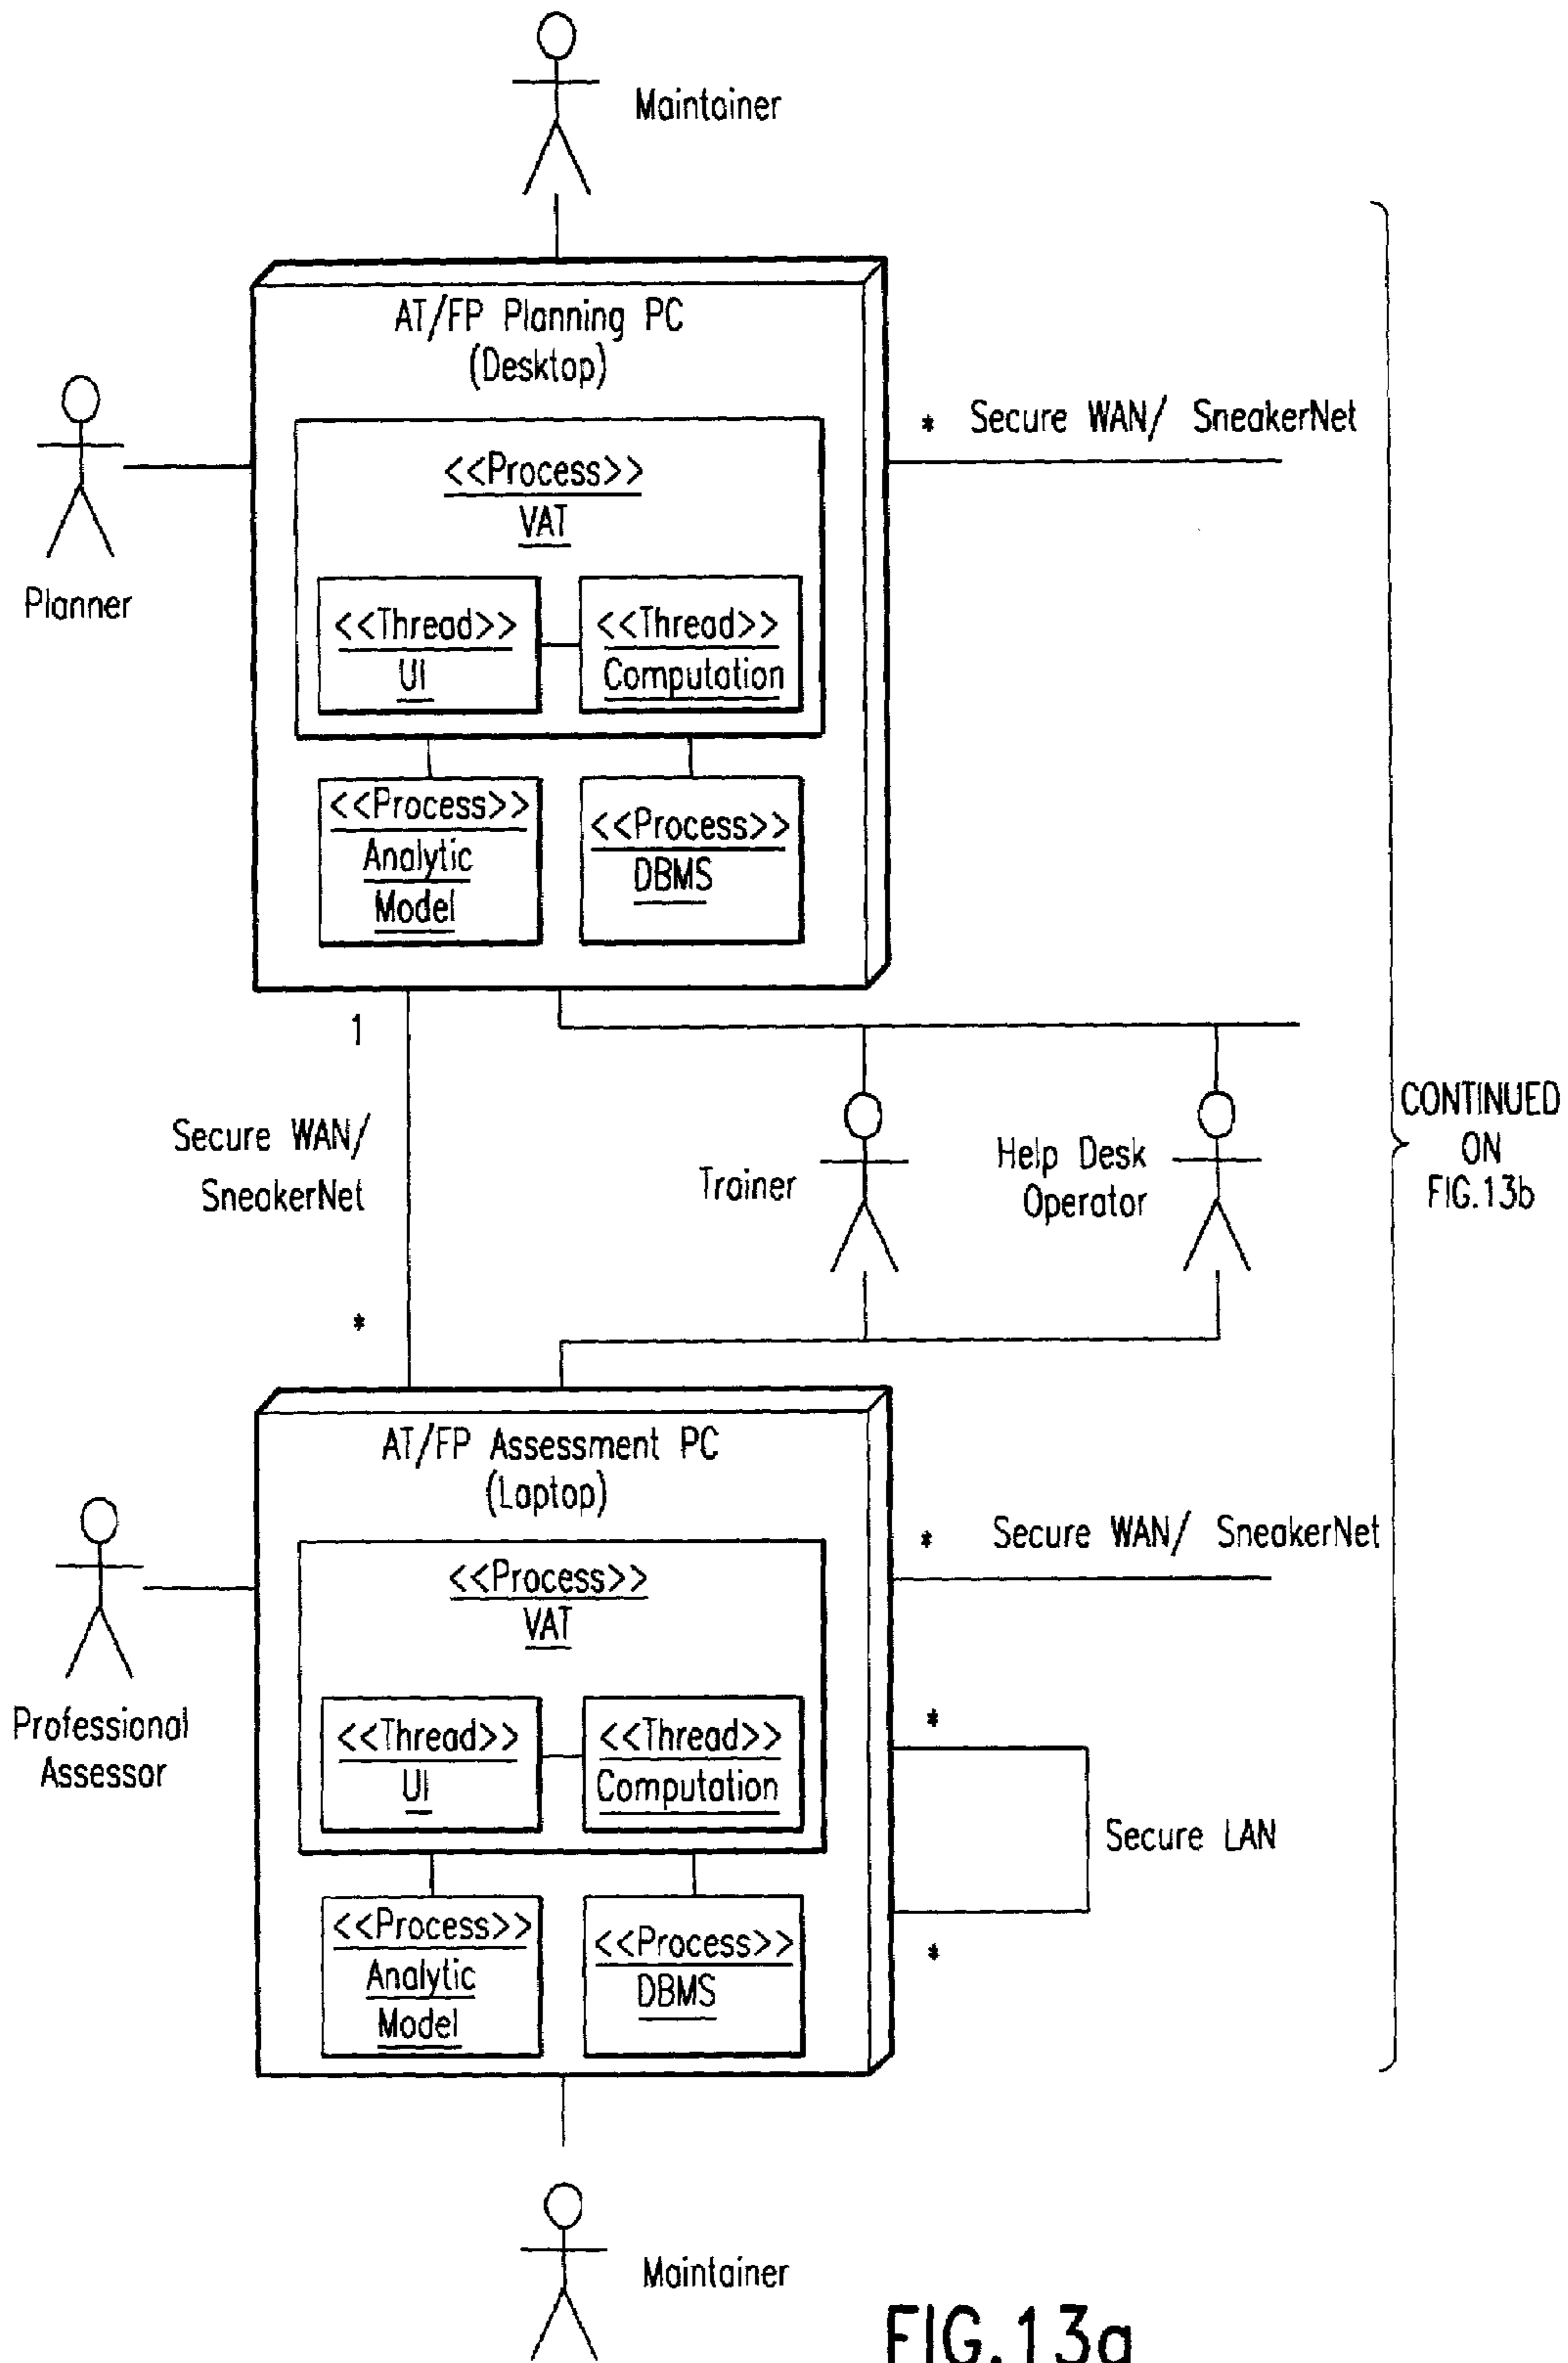 Maintainer
AT/FP Planning PC
(Desktop)
* Secure WAN/ SneakerNet
<<Process>>
VAT
Planner
<<Thread>>
UI
<<Thread>>
Computation
<<Process>>
Analytic
Model
<<Process>>
DBMS
1
Secure WAN/
SneakerNet
*
Trainer
Help Desk
Operator
CONTINUED
ON
FIG.13b
AT/FP Assessment PC
(Laptop)
* Secure WAN/ SneakerNet
<<Process>>
VAT
Professional
Assessor
<<Thread>>
UI
<<Thread>>
Computation
*
Secure LAN
*
<<Process>>
Analytic
Model
<<Process>>
DBMS
Maintainer
FIG.13a